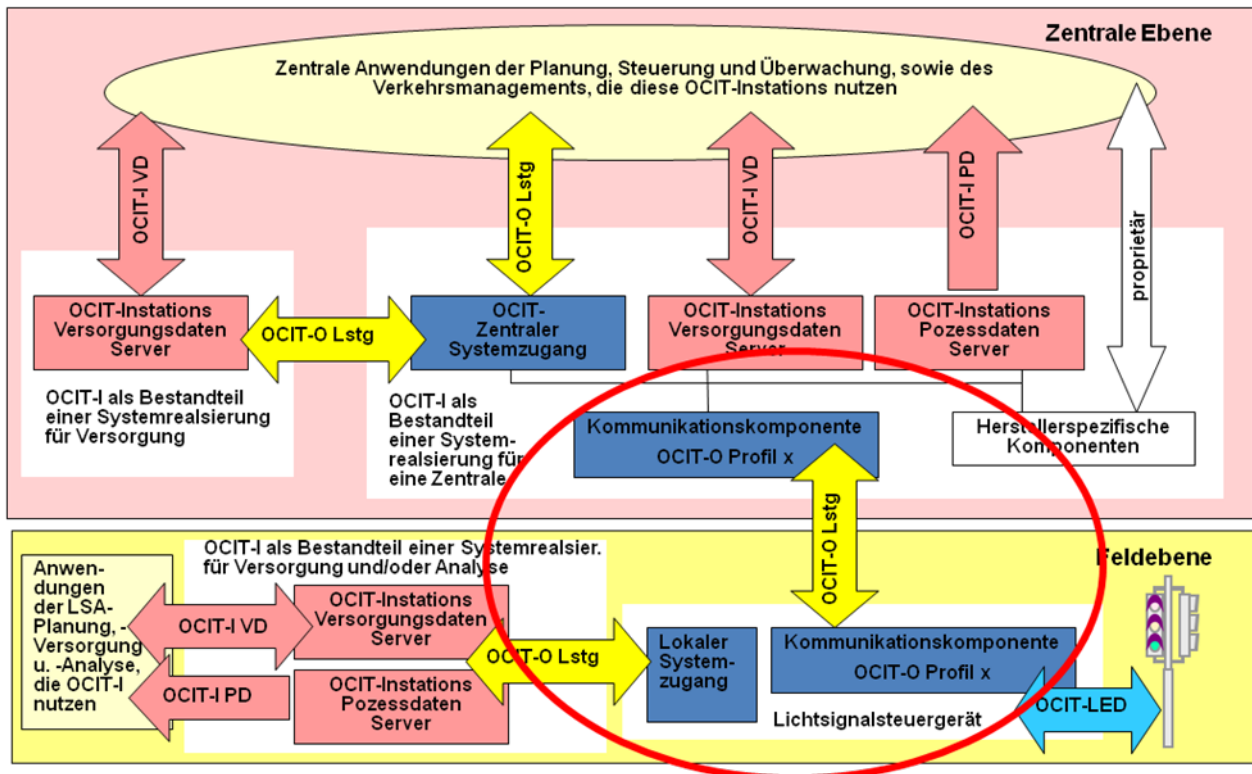 Zentrale Ebene
Zentrale Anwendungen der Planung, Steuerung und Überwachung, sowie des
Verkehrsmanagements, die diese OCIT-Instations nutzen
OCIT-I VD
OCIT-O Lstg
OCIT-I VD
OCIT-I PD
proprietär
OCIT-Instations
Versorgungsdaten
Server
OCIT-O Lstg
OCIT-
Zentraler
Systemzugang
OCIT-Instations
Versorgungsdaten
Server
OCIT-Instations
Pozessdaten
Server
OCIT-I als Bestandteil
einer Systemrealsierung
für Versorgung
OCIT-I als
Bestandteil
einer System-
realsierung für
eine Zentrale
Kommunikationskomponente
OCIT-O Profil x
Herstellerspezifische
Komponenten
OCIT-O Lstg
Feldebene
OCIT-I als Bestandteil einer Systemrealsier.
für Versorgung und/oder Analyse
Anwen-
dungen
der LSA-
Planung, -
Versorgung
u. -Analyse,
die OCIT-I
nutzen
OCIT-I VD
OCIT-I PD
OCIT-Instations
Versorgungsdaten
Server
OCIT-Instations
Pozessdaten
Server
OCIT-O Lstg
Lokaler
System-
zugang
Kommunikationskomponente
OCIT-O Profil x
Lichtsignalsteuergerät
OCIT-LED